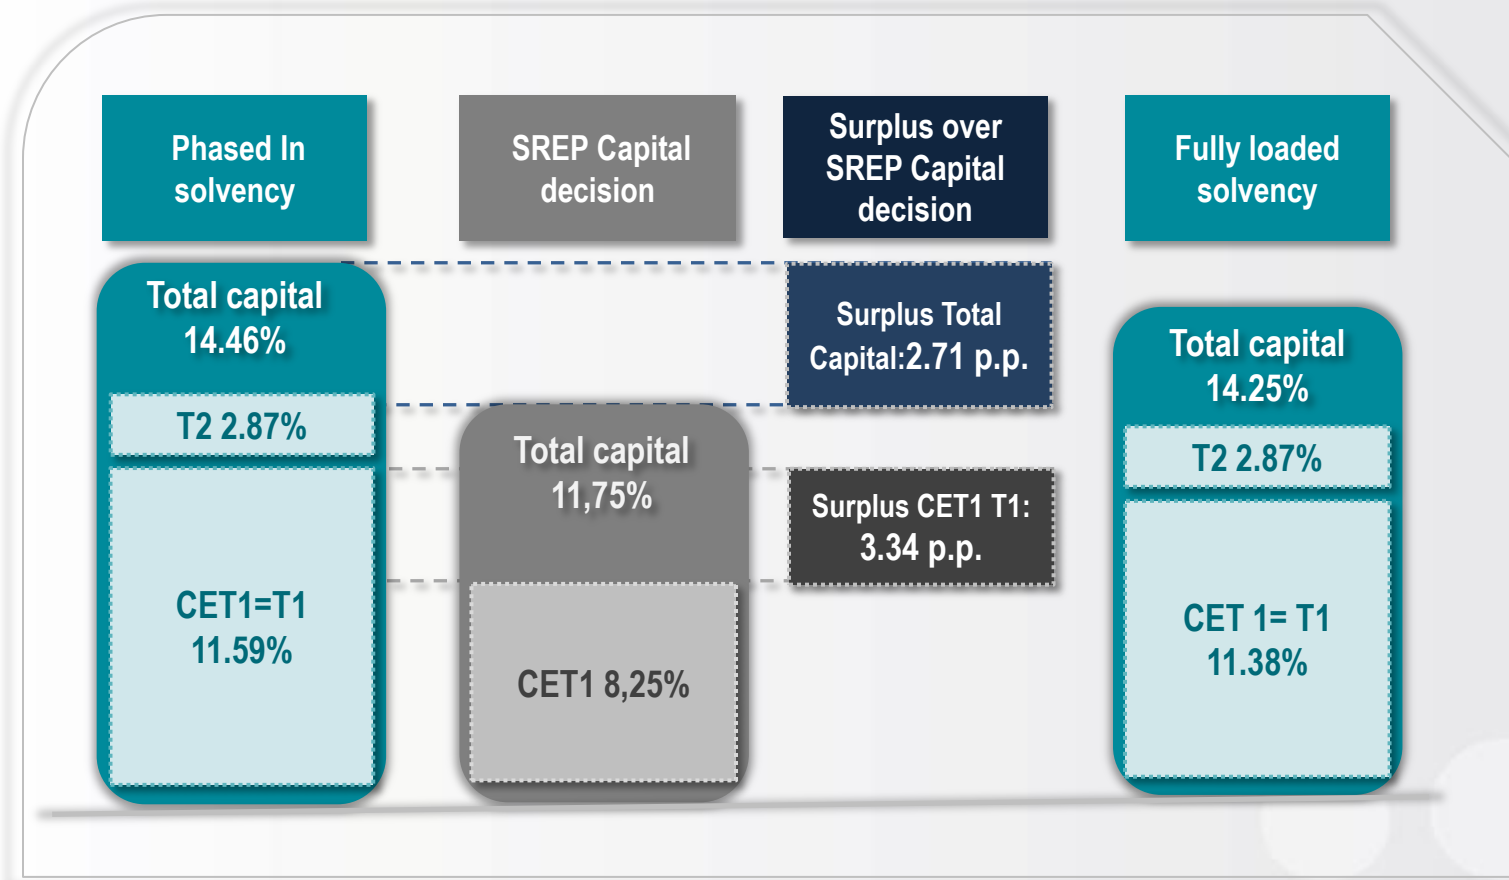 Phased In
solvency
SREP Capital
decision
Surplus over
SREP Capital
decision
Fully loaded
solvency
Total capital
14.46%
T2 2.87%
CET1=T1
11.59%
Total capital
11,75%
CET1 8,25%
Surplus Total
Capital:2.71 p.p.
Surplus CET1 T1:
3.34 p.p.
Total capital
14.25%
T2 2.87%
CET 1= T1
11.38%